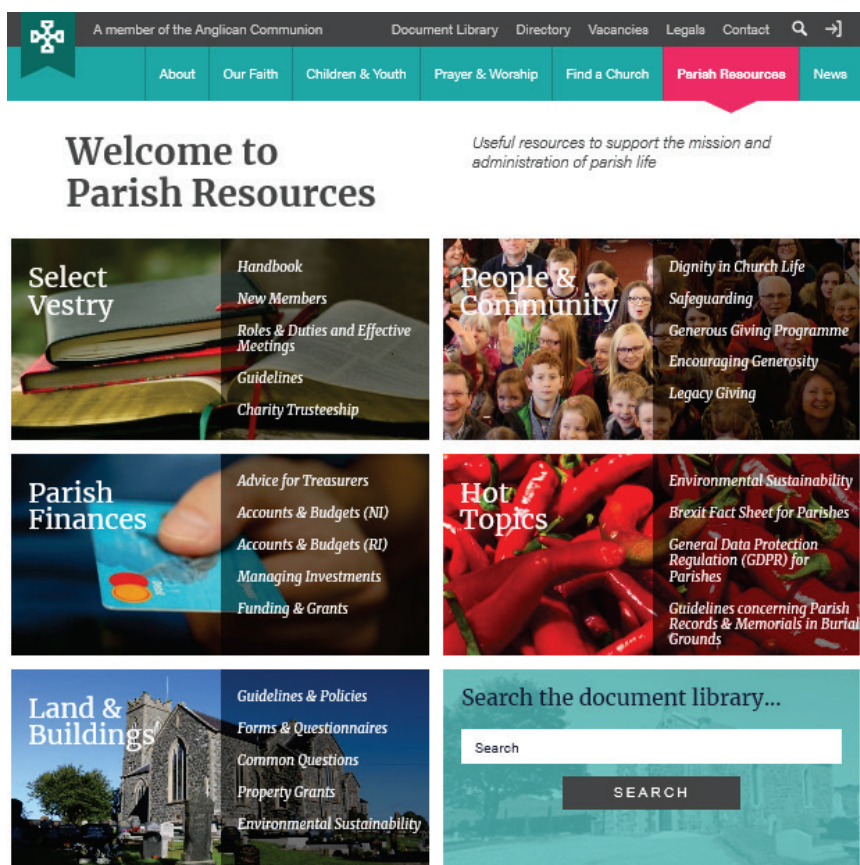 A member of the Anglican Communion
Document Library Directory Vacancies Legals Contact
About Our Faith Children & Youth Prayer & Worship Find a Church Parish Resources News
Welcome to
Parish Resources
Useful resources to support the mission and
administration of parish life
Select
Vestry
Handbook
New Members
Roles & Duties and Effective
Meetings
Guidelines
Charity Trusteeship
People &
Community
Dignity in Church Life
Safeguarding
Generous Giving Programme
Encouraging Generosity
Legacy Giving
Parish
Finances
Advice for Treasurers
Accounts & Budgets (NI)
Accounts & Budgets (RI)
Managing Investments
Funding & Grants
Hot
Topics
Environmental Sustainability
Brexit Fact Sheet for Parishes
General Data Protection
Regulation (GDPR) for
Parishes
Guidelines concerning Parish
Records & Memorials in Burial
Grounds
Land &
Buildings
Guidelines & Policies
Forms & Questionnaires
Common Questions
Property Grants
Environmental Sustainability
Search the document library...
Search
SEARCH